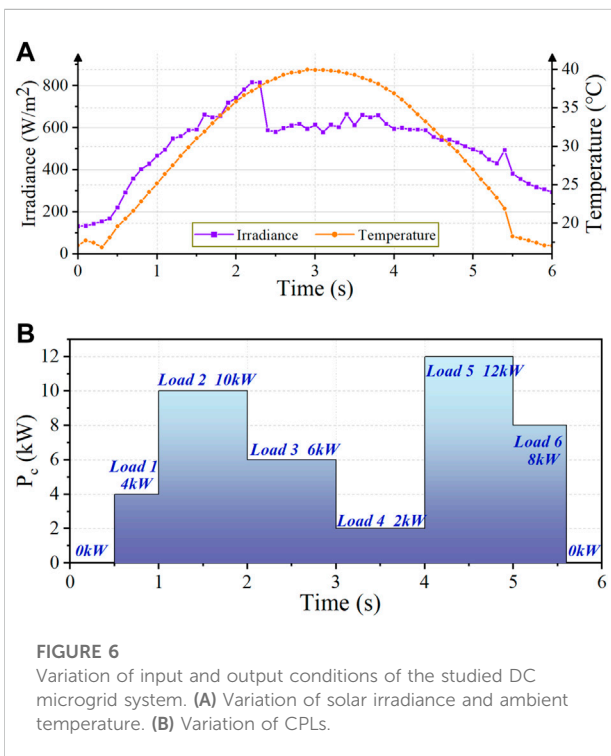 A
Irradiance (W/m²)
800
600
400
200
0
Temperature (°C)
40
35
30
25
20
Irradiance
Temperature
0 1 2 3 4 5 6
Time (s)
B
P_c (kW)
12
10
8
6
4
2
0
0kW
Load 1
4kW
Load 2 10kW
Load 3 6kW
Load 4 2kW
Load 5 12kW
Load 6
8kW
0kW
0 1 2 3 4 5 6
Time (s)
FIGURE 6
Variation of input and output conditions of the studied DC
microgrid system. (A) Variation of solar irradiance and ambient
temperature. (B) Variation of CPLs.